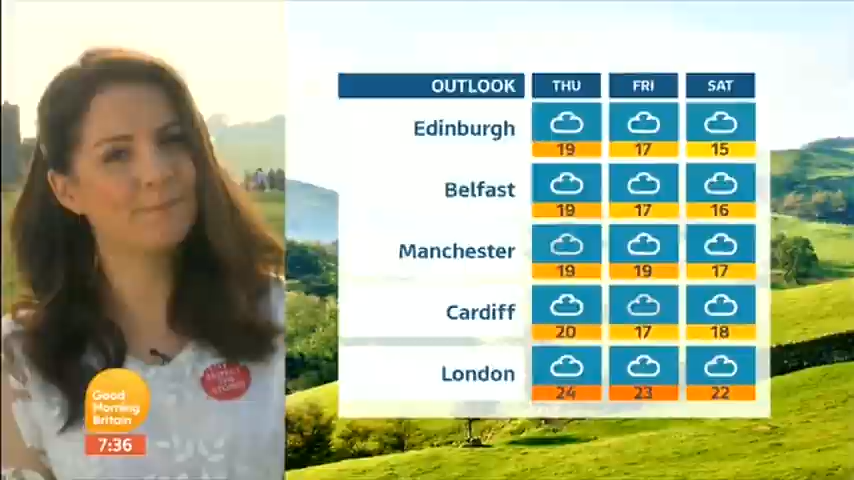 OUTLOOK THU FRI SAT
Edinburgh 19 17 15
Belfast 19 17 16
Manchester 19 19 17
Cardiff 20 17 18
London 24 23 22
Good
Morning
Britain
7:36